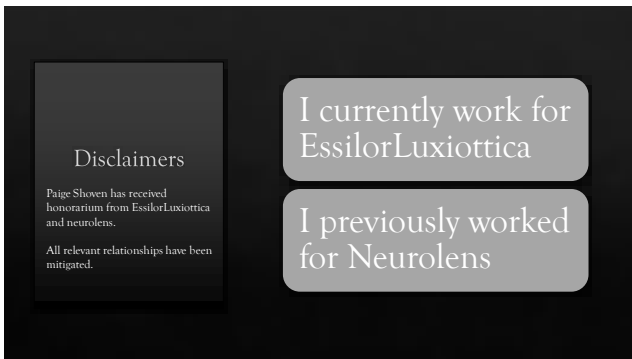 Disclaimers
Paige Shoven has received
honorarium from EssilorLuxiottica
and neurolens.
All relevant relationships have been
mitigated.
I currently work for
EssilorLuxiottica
I previously worked
for Neurolens